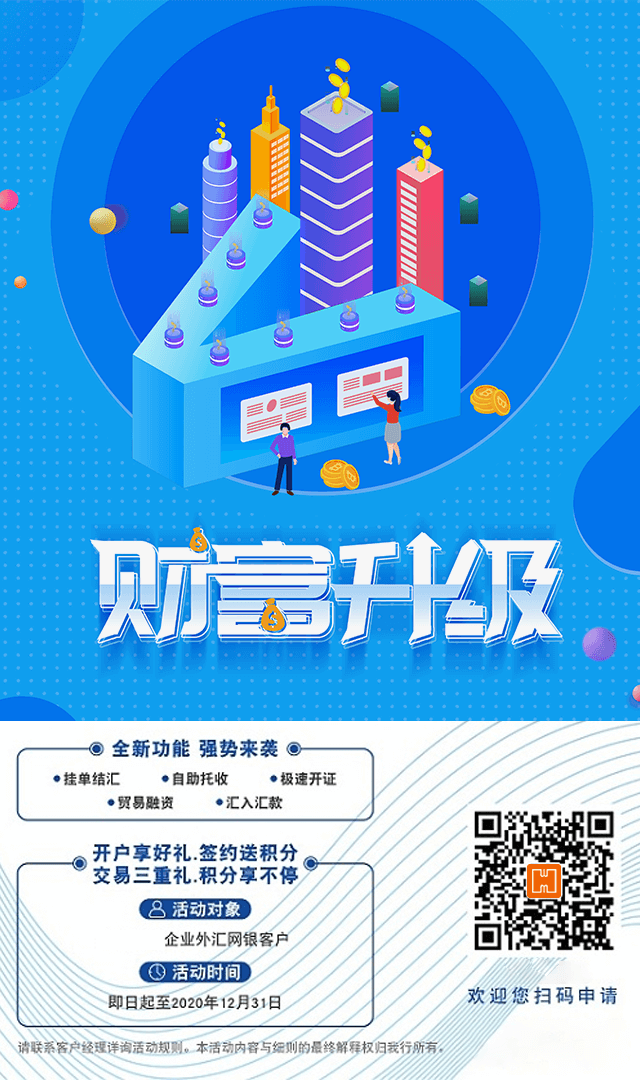 财富升级
全新功能 强势来袭
•挂单结汇 •自助托收 •极速开证
•贸易融资 •汇入汇款
开户享好礼.签约送积分
交易三重礼.积分享不停
活动对象
企业外汇网银客户
活动时间
即日起至2020年12月31日
欢迎您扫码申请
请联系客户经理详询活动规则。本活动内容与细则的最终解释权归我行所有。